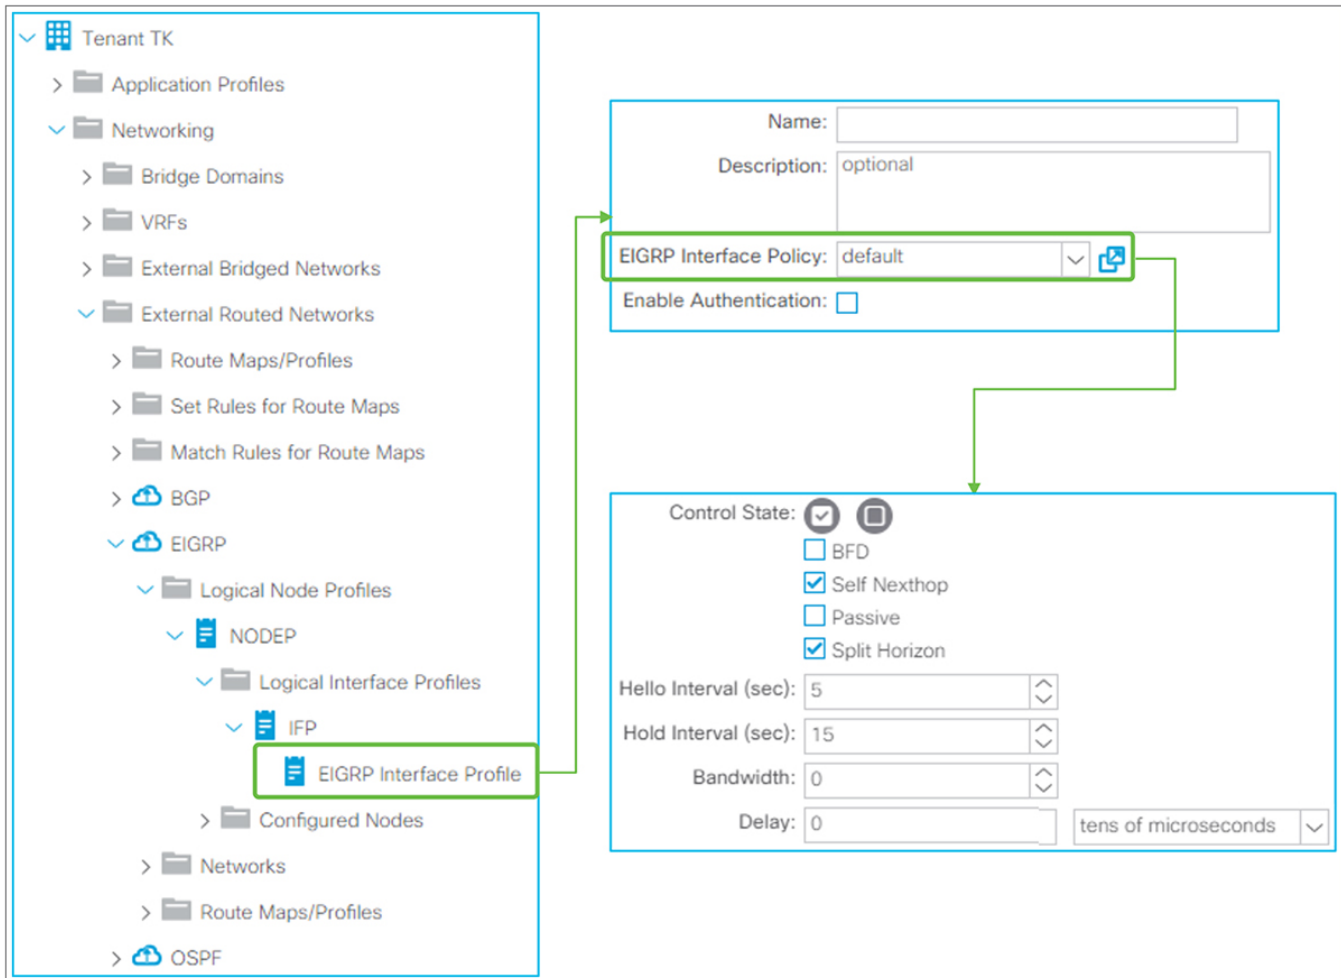 Tenant TK
Application Profiles
Networking
Bridge Domains
VRFs
External Bridged Networks
External Routed Networks
Route Maps/Profiles
Set Rules for Route Maps
Match Rules for Route Maps
BGP
EIGRP
Logical Node Profiles
NODEP
Logical Interface Profiles
IFP
EIGRP Interface Profile
Configured Nodes
Networks
Route Maps/Profiles
OSPF
Name:
Description: optional
EIGRP Interface Policy: default
Enable Authentication:
Control State:
BFD
Self Nexthop
Passive
Split Horizon
Hello Interval (sec): 5
Hold Interval (sec): 15
Bandwidth: 0
Delay: 0 tens of microseconds